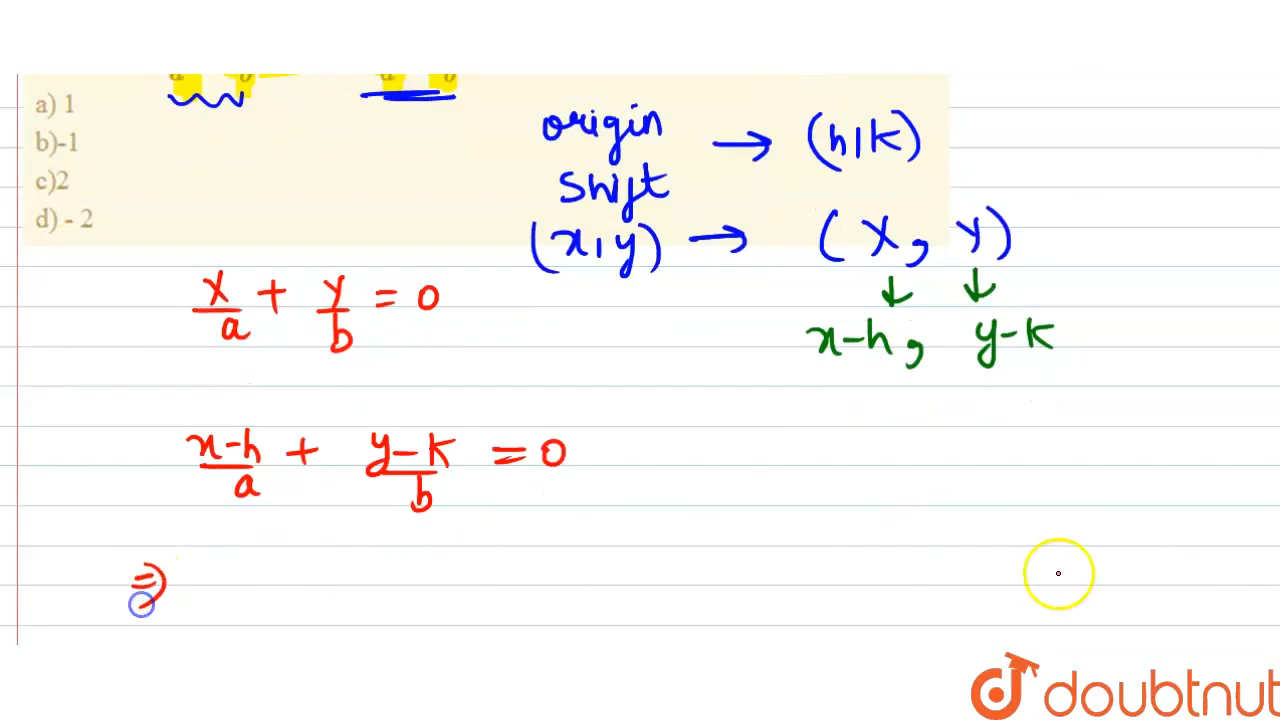 a b a b
a) 1
b)-1
c)2
d) - 2
origin → (h,k)
shift
(x,y) → (X, Y)
↓ ↓
x-h, y-k
X/a + Y/b = 0
x-h/a + y-k/b = 0
⇒
doubtnut